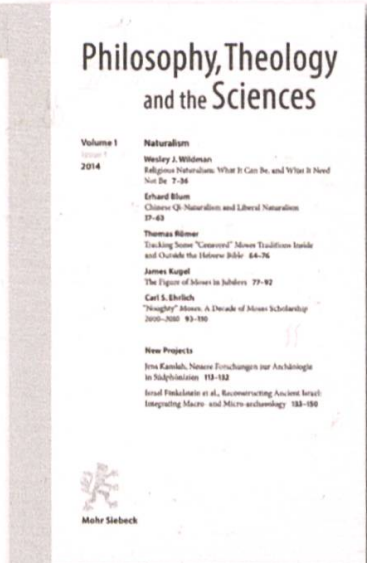 Philosophy, Theology
and the Sciences
Volume 1
Issue 1
2014
Naturalism
Wesley J. Wildman
Religious Naturalism: What It Can Be, and What It Need
Not Be 7–36
Erhard Blum
Chinese Qi-Naturalism and Liberal Naturalism
37–63
Thomas Römer
Tracking Some "Censored" Moses Traditions Inside
and Outside the Hebrew Bible 64–76
James Kugel
The Figure of Moses in Jubilees 77–92
Carl S. Ehrlich
"Noughty" Moses: A Decade of Moses Scholarship
2000–2010 93–110
New Projects
Jens Kamlah, Neuere Forschungen zur Archäologie
in Südphönizien 113–132
Israel Finkelstein et al., Reconstructing Ancient Israel:
Integrating Macro- and Micro-archaeology 133–150
Mohr Siebeck